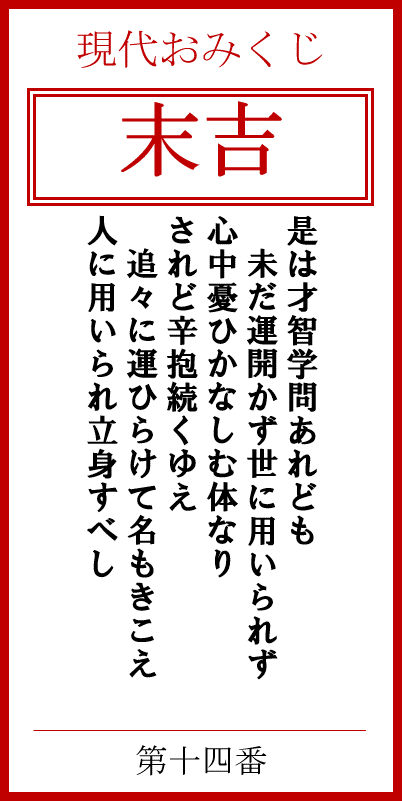 現代おみくじ
末吉
是は才智学問あれども
未だ運開かず世に用いられず
心中憂ひかなしむ体なり
されど辛抱続くゆえ
追々に運ひらけて名もきこえ
人に用いられ立身すべし
第十四番